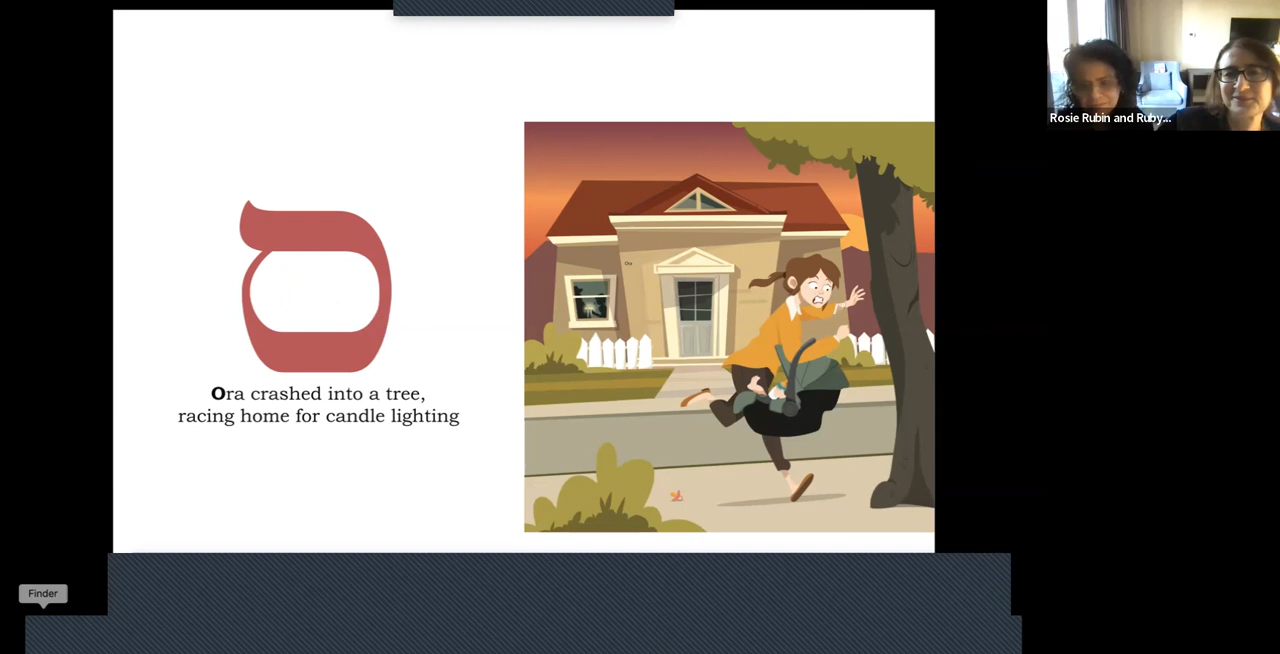 ס
Ora crashed into a tree,
racing home for candle lighting
Rosie Rubin and Ruby...
Finder